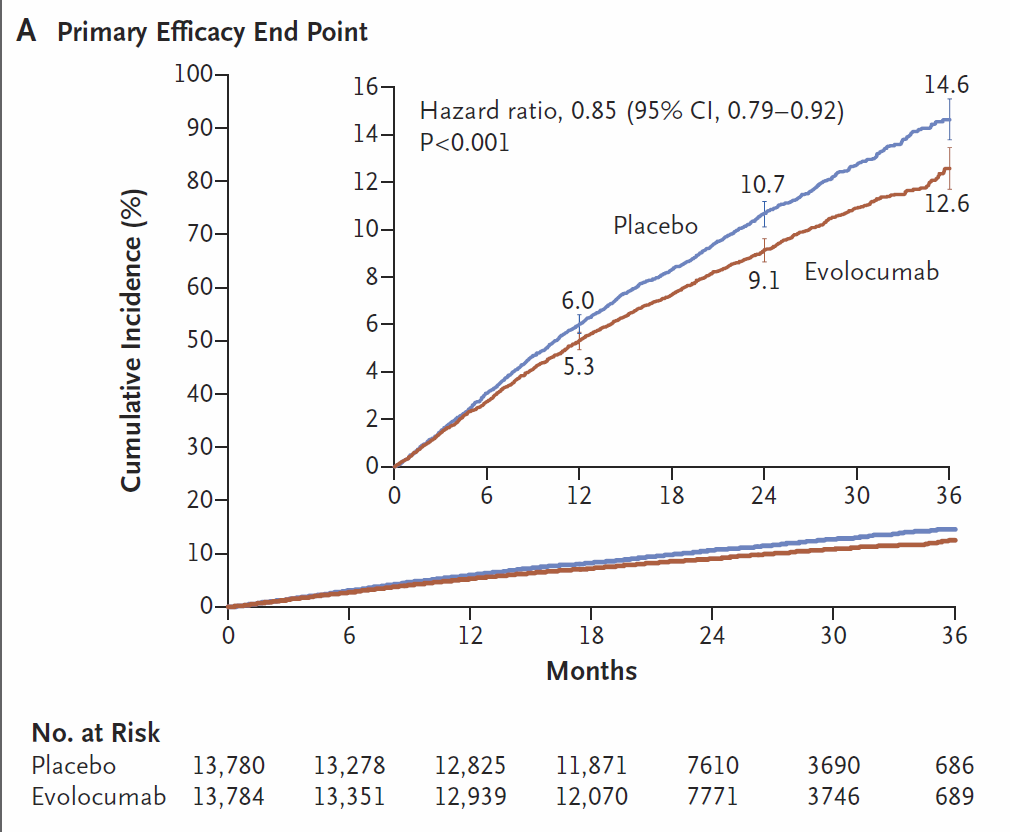 A Primary Efficacy End Point
Cumulative Incidence (%)
100
90
80
70
60
50
40
30
20
10
0
0 6 12 18 24 30 36
Months
16
14
12
10
8
6
4
2
0
0 6 12 18 24 30 36
Hazard ratio, 0.85 (95% CI, 0.79–0.92)
P<0.001
14.6
10.7
Placebo
12.6
Evolocumab
9.1
6.0
5.3
No. at Risk
Placebo 13,780 13,278 12,825 11,871 7610 3690 686
Evolocumab 13,784 13,351 12,939 12,070 7771 3746 689